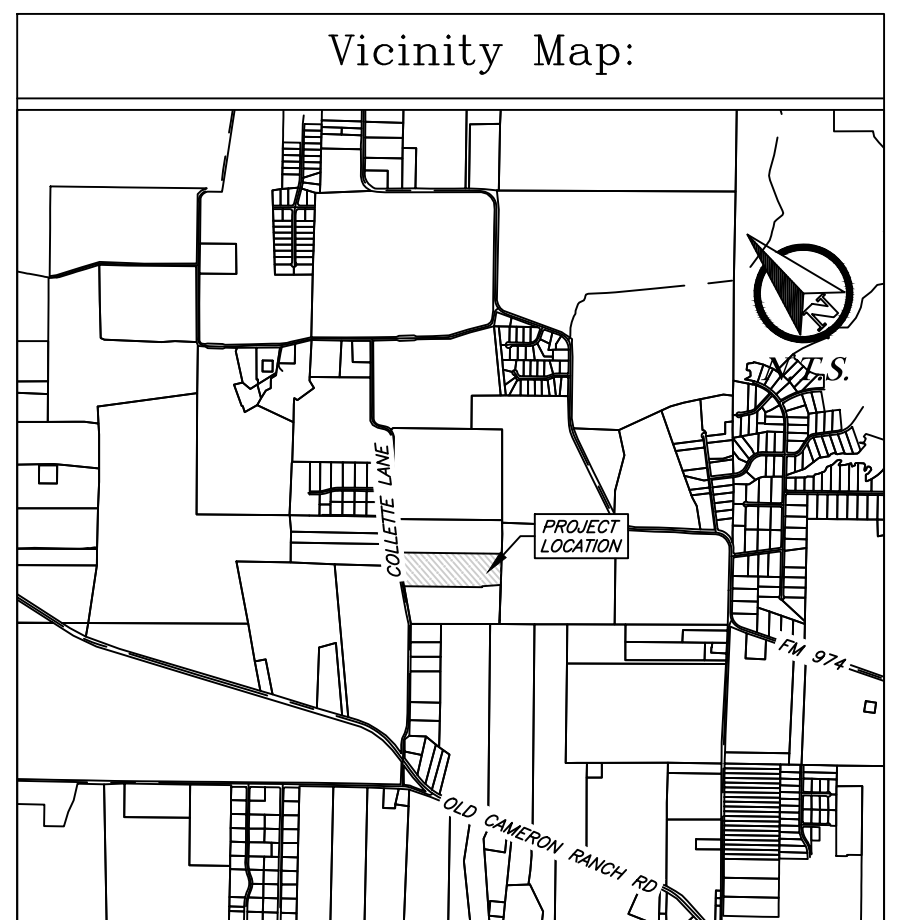 Vicinity Map:
N
N.T.S.
COLLETTE LANE
PROJECT
LOCATION
FM 974
OLD CAMERON RANCH RD